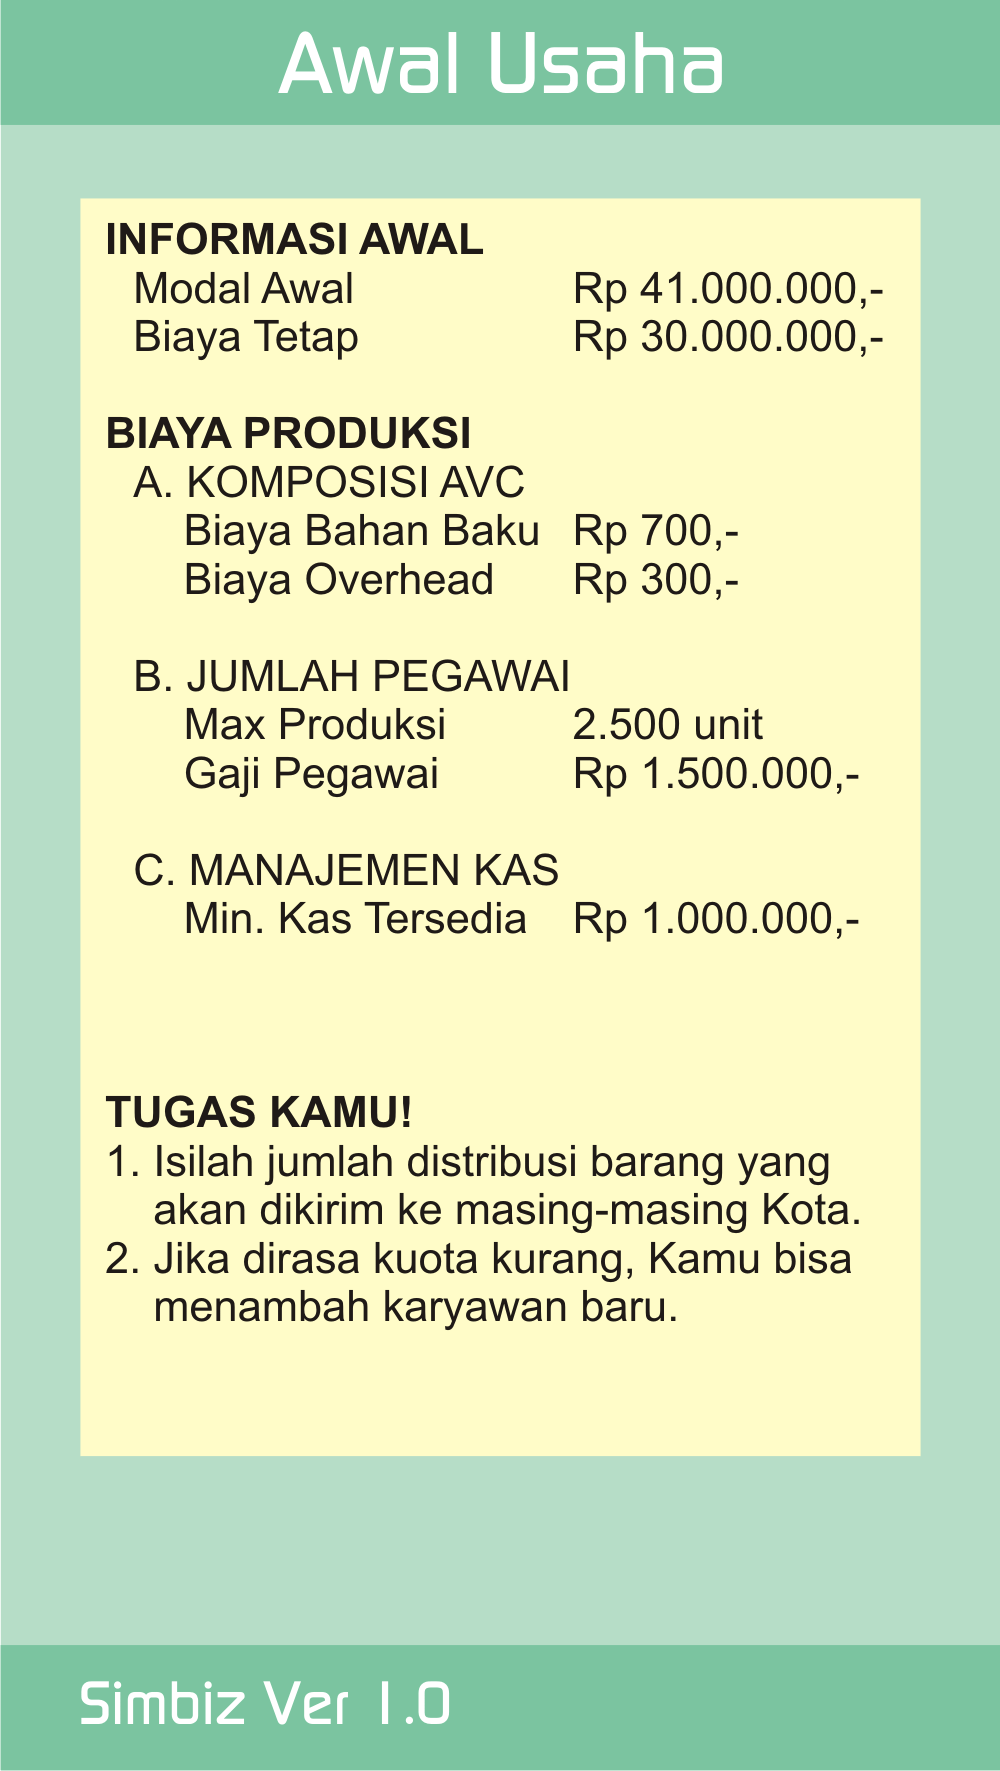 Awal Usaha
INFORMASI AWAL
Modal Awal Rp 41.000.000,-
Biaya Tetap Rp 30.000.000,-
BIAYA PRODUKSI
A. KOMPOSISI AVC
Biaya Bahan Baku Rp 700,-
Biaya Overhead Rp 300,-
B. JUMLAH PEGAWAI
Max Produksi 2.500 unit
Gaji Pegawai Rp 1.500.000,-
C. MANAJEMEN KAS
Min. Kas Tersedia Rp 1.000.000,-
TUGAS KAMU!
1. Isilah jumlah distribusi barang yang
akan dikirim ke masing-masing Kota.
2. Jika dirasa kuota kurang, Kamu bisa
menambah karyawan baru.
Simbiz Ver 1.0